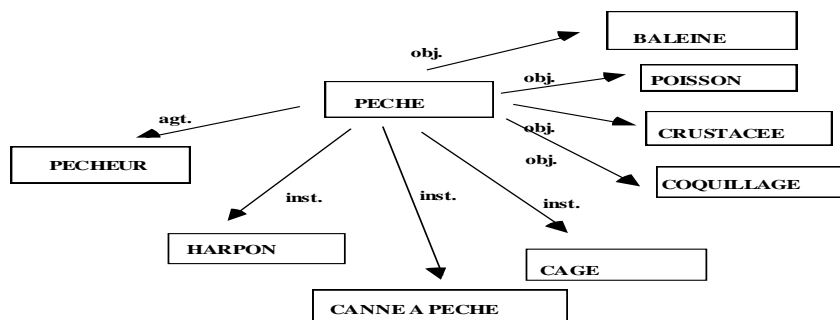 BALEINE
obj.
obj.
POISSON
PECHE
agt.
obj.
CRUSTACEE
PECHEUR
obj.
COQUILLAGE
inst.
inst.
inst.
HARPON
CAGE
CANNE A PECHE